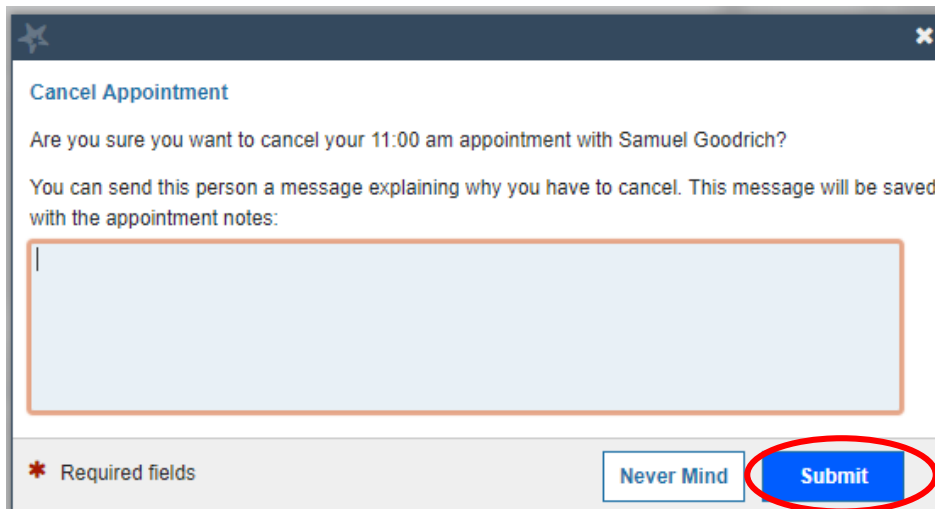 Cancel Appointment
Are you sure you want to cancel your 11:00 am appointment with Samuel Goodrich?
You can send this person a message explaining why you have to cancel. This message will be saved
with the appointment notes:
* Required fields
Never Mind
Submit